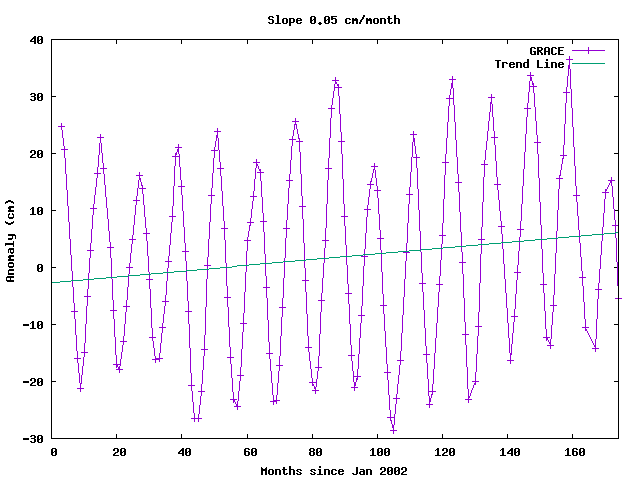 Slope 0.05 cm/month
GRACE
Trend Line
40
30
20
10
0
-10
-20
-30
Anomaly (cm)
0 20 40 60 80 100 120 140 160
Months since Jan 2002